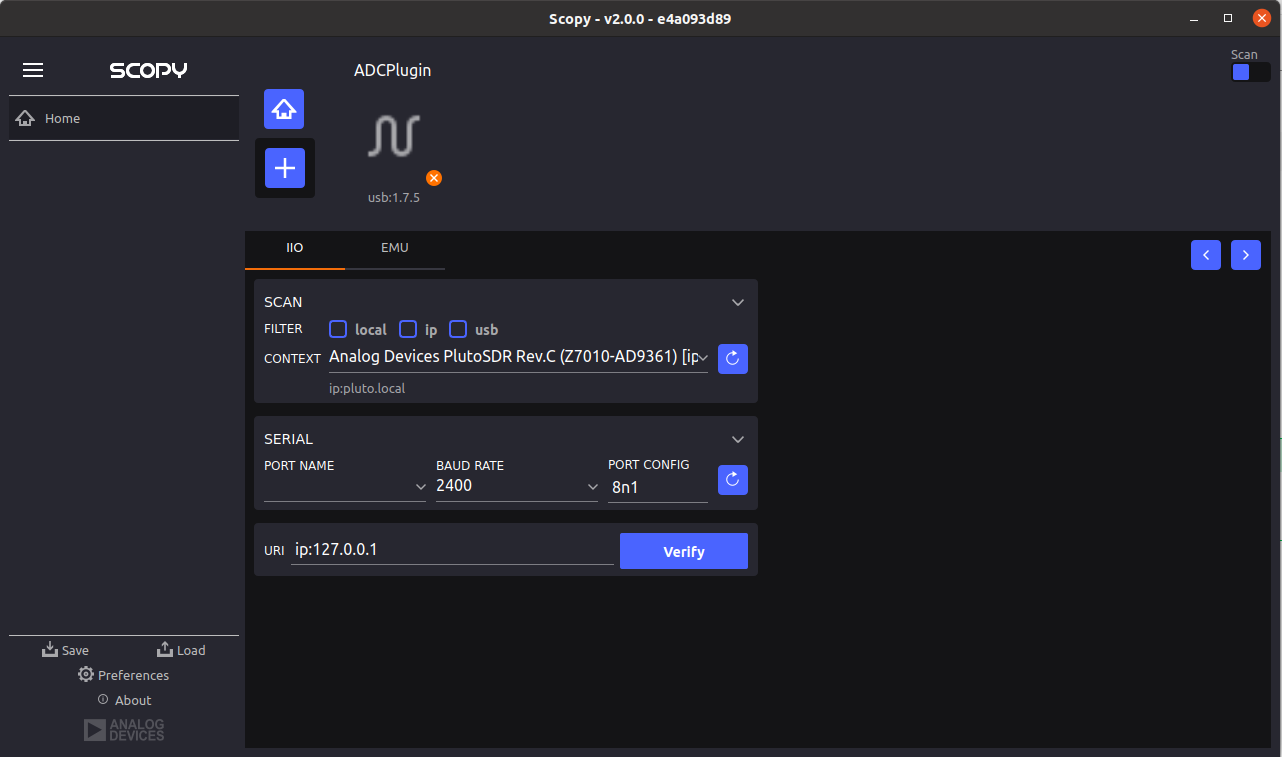 Scopy - v2.0.0 - e4a093d89
SCOPY
ADCPlugin
Scan
Home
usb:1.7.5
IIO
EMU
SCAN
FILTER local ip usb
CONTEXT Analog Devices PlutoSDR Rev.C (Z7010-AD9361) [ip
ip:pluto.local
SERIAL
PORT NAME BAUD RATE PORT CONFIG
2400 8n1
URI ip:127.0.0.1 Verify
Save Load
Preferences
About
ANALOG
DEVICES